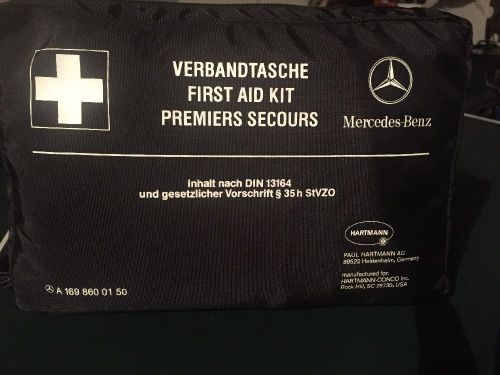 VERBANDTASCHE
FIRST AID KIT
PREMIERS SECOURS
Mercedes-Benz
Inhalt nach DIN 13164
und gesetzlicher Vorschrift § 35h StVZO
HARTMANN
PAUL HARTMANN AG
89522 Heidenheim, Germany
manufactured for:
HARTMANN-CONCO Inc.
Rock Hill, SC 29730, USA
A 169 860 01 50